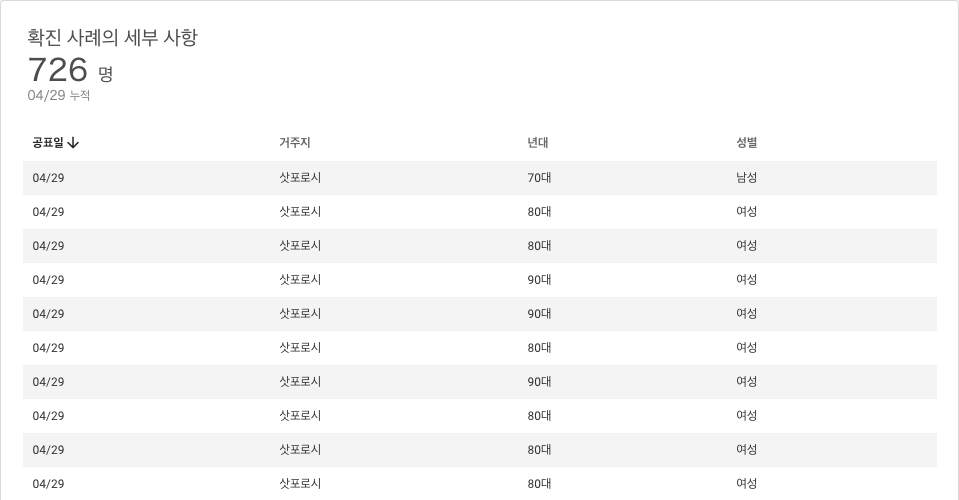 확진 사례의 세부 사항
726 명
04/29 누적
공표일 거주지 년대 성별
04/29 삿포로시 70대 남성
04/29 삿포로시 80대 여성
04/29 삿포로시 80대 여성
04/29 삿포로시 90대 여성
04/29 삿포로시 90대 여성
04/29 삿포로시 80대 여성
04/29 삿포로시 90대 여성
04/29 삿포로시 80대 여성
04/29 삿포로시 80대 여성
04/29 삿포로시 80대 여성